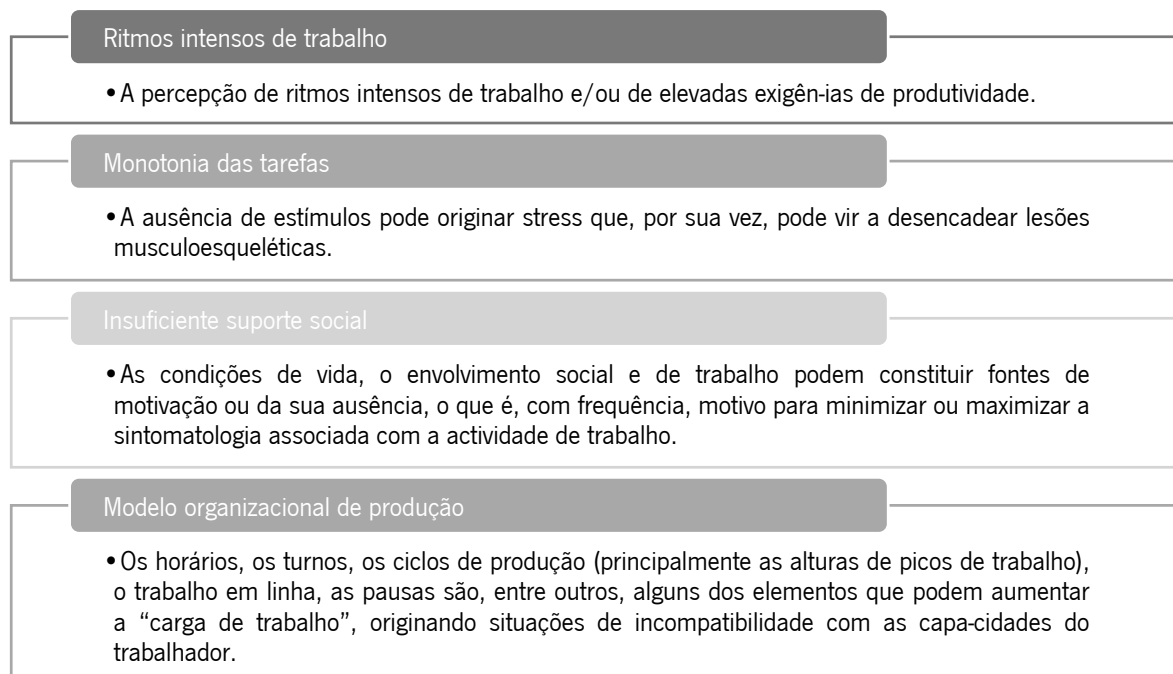 Ritmos intensos de trabalho
• A percepção de ritmos intensos de trabalho e/ou de elevadas exigên-ias de produtividade.
Monotonia das tarefas
• A ausência de estímulos pode originar stress que, por sua vez, pode vir a desencadear lesões
musculoesqueléticas.
Insuficiente suporte social
• As condições de vida, o envolvimento social e de trabalho podem constituir fontes de
motivação ou da sua ausência, o que é, com frequência, motivo para minimizar ou maximizar a
sintomatologia associada com a actividade de trabalho.
Modelo organizacional de produção
• Os horários, os turnos, os ciclos de produção (principalmente as alturas de picos de trabalho),
o trabalho em linha, as pausas são, entre outros, alguns dos elementos que podem aumentar
a “carga de trabalho”, originando situações de incompatibilidade com as capa-cidades do
trabalhador.